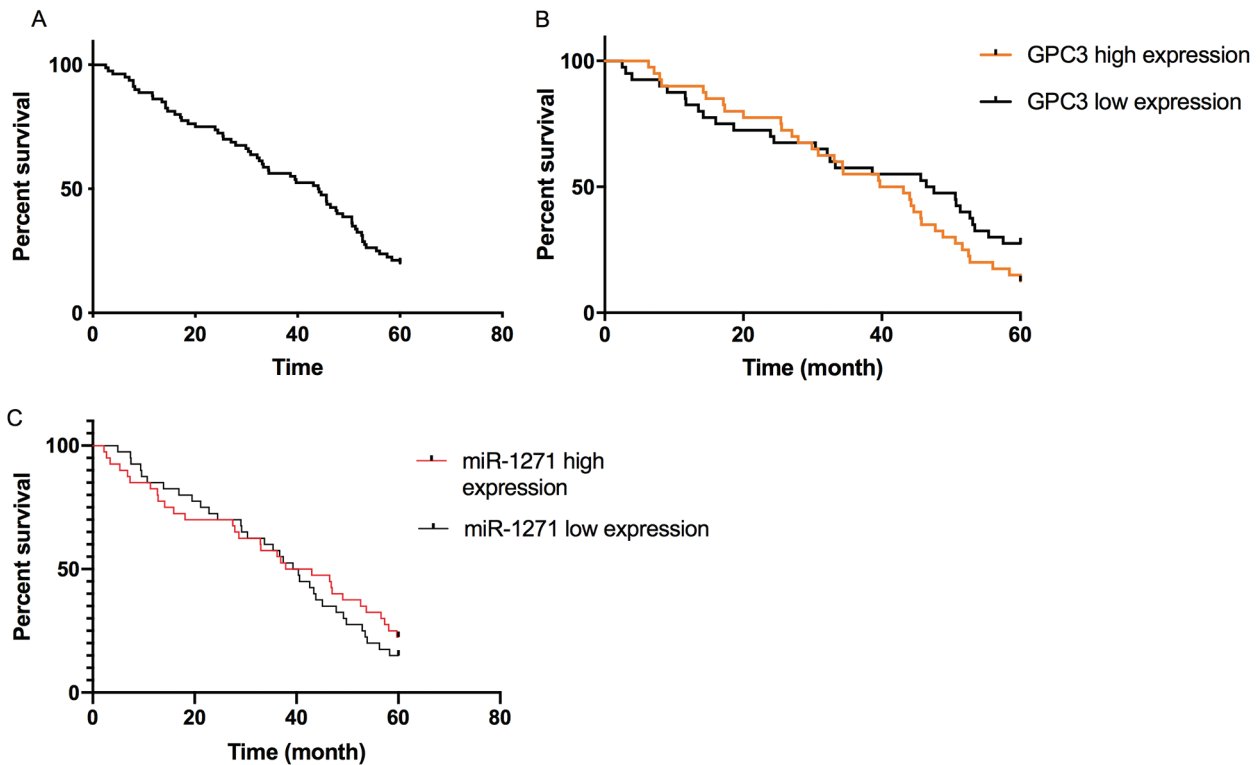 A
100
50
0
Percent survival
0 20 40 60 80
Time
B
100
50
0
Percent survival
0 20 40 60
Time (month)
GPC3 high expression
GPC3 low expression
C
100
50
0
Percent survival
0 20 40 60 80
Time (month)
miR-1271 high
expression
miR-1271 low expression